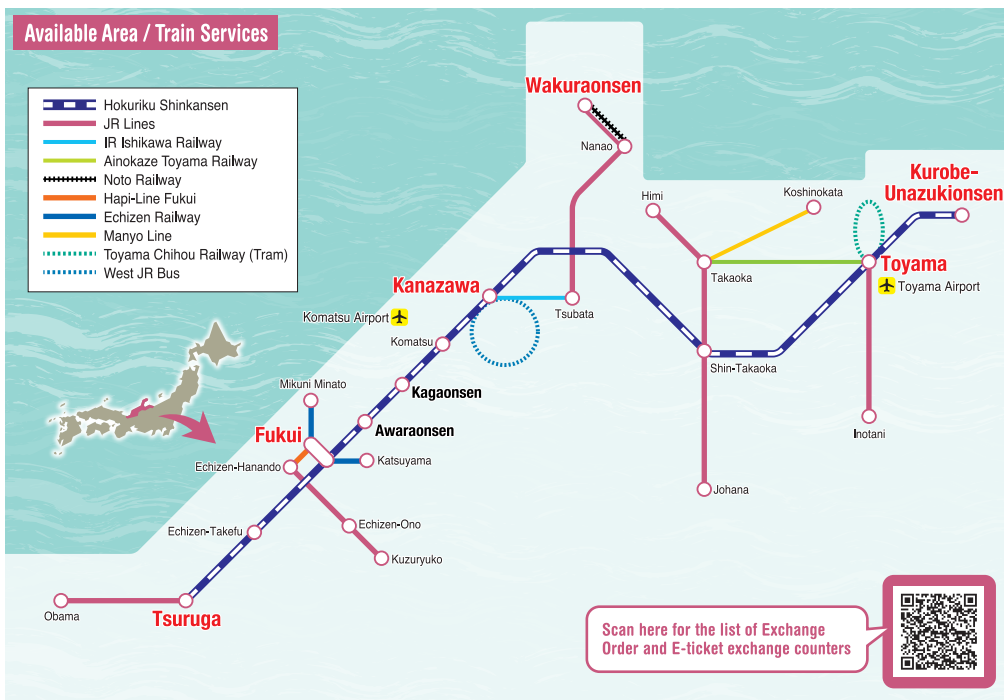 Available Area / Train Services
Hokuriku Shinkansen
JR Lines
IR Ishikawa Railway
Ainokaze Toyama Railway
Noto Railway
Hapi-Line Fukui
Echizen Railway
Manyo Line
Toyama Chihou Railway (Tram)
West JR Bus
Wakuraonsen
Nanao
Kurobe-
Unazukionsen
Koshinokata
Himi
Takaoka
Toyama
Toyama Airport
Kanazawa
Tsubata
Komatsu Airport
Komatsu
Shin-Takaoka
Mikuni Minato
Kagaonsen
Awaraonsen
Inotani
Fukui
Echizen-Hanando
Katsuyama
Johana
Echizen-Takefu
Echizen-Ono
Kuzuryuko
Obama
Tsuruga
Scan here for the list of Exchange
Order and E-ticket exchange counters